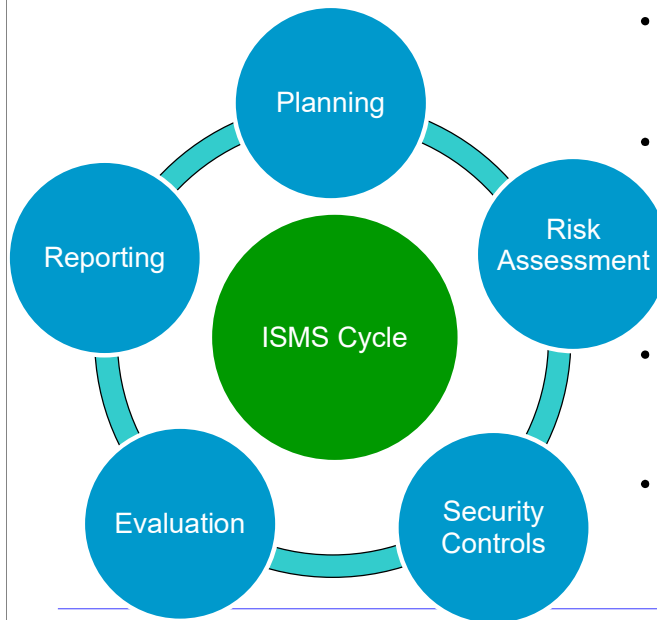 Planning
Risk
Assessment
Security
Controls
Evaluation
Reporting
ISMS Cycle